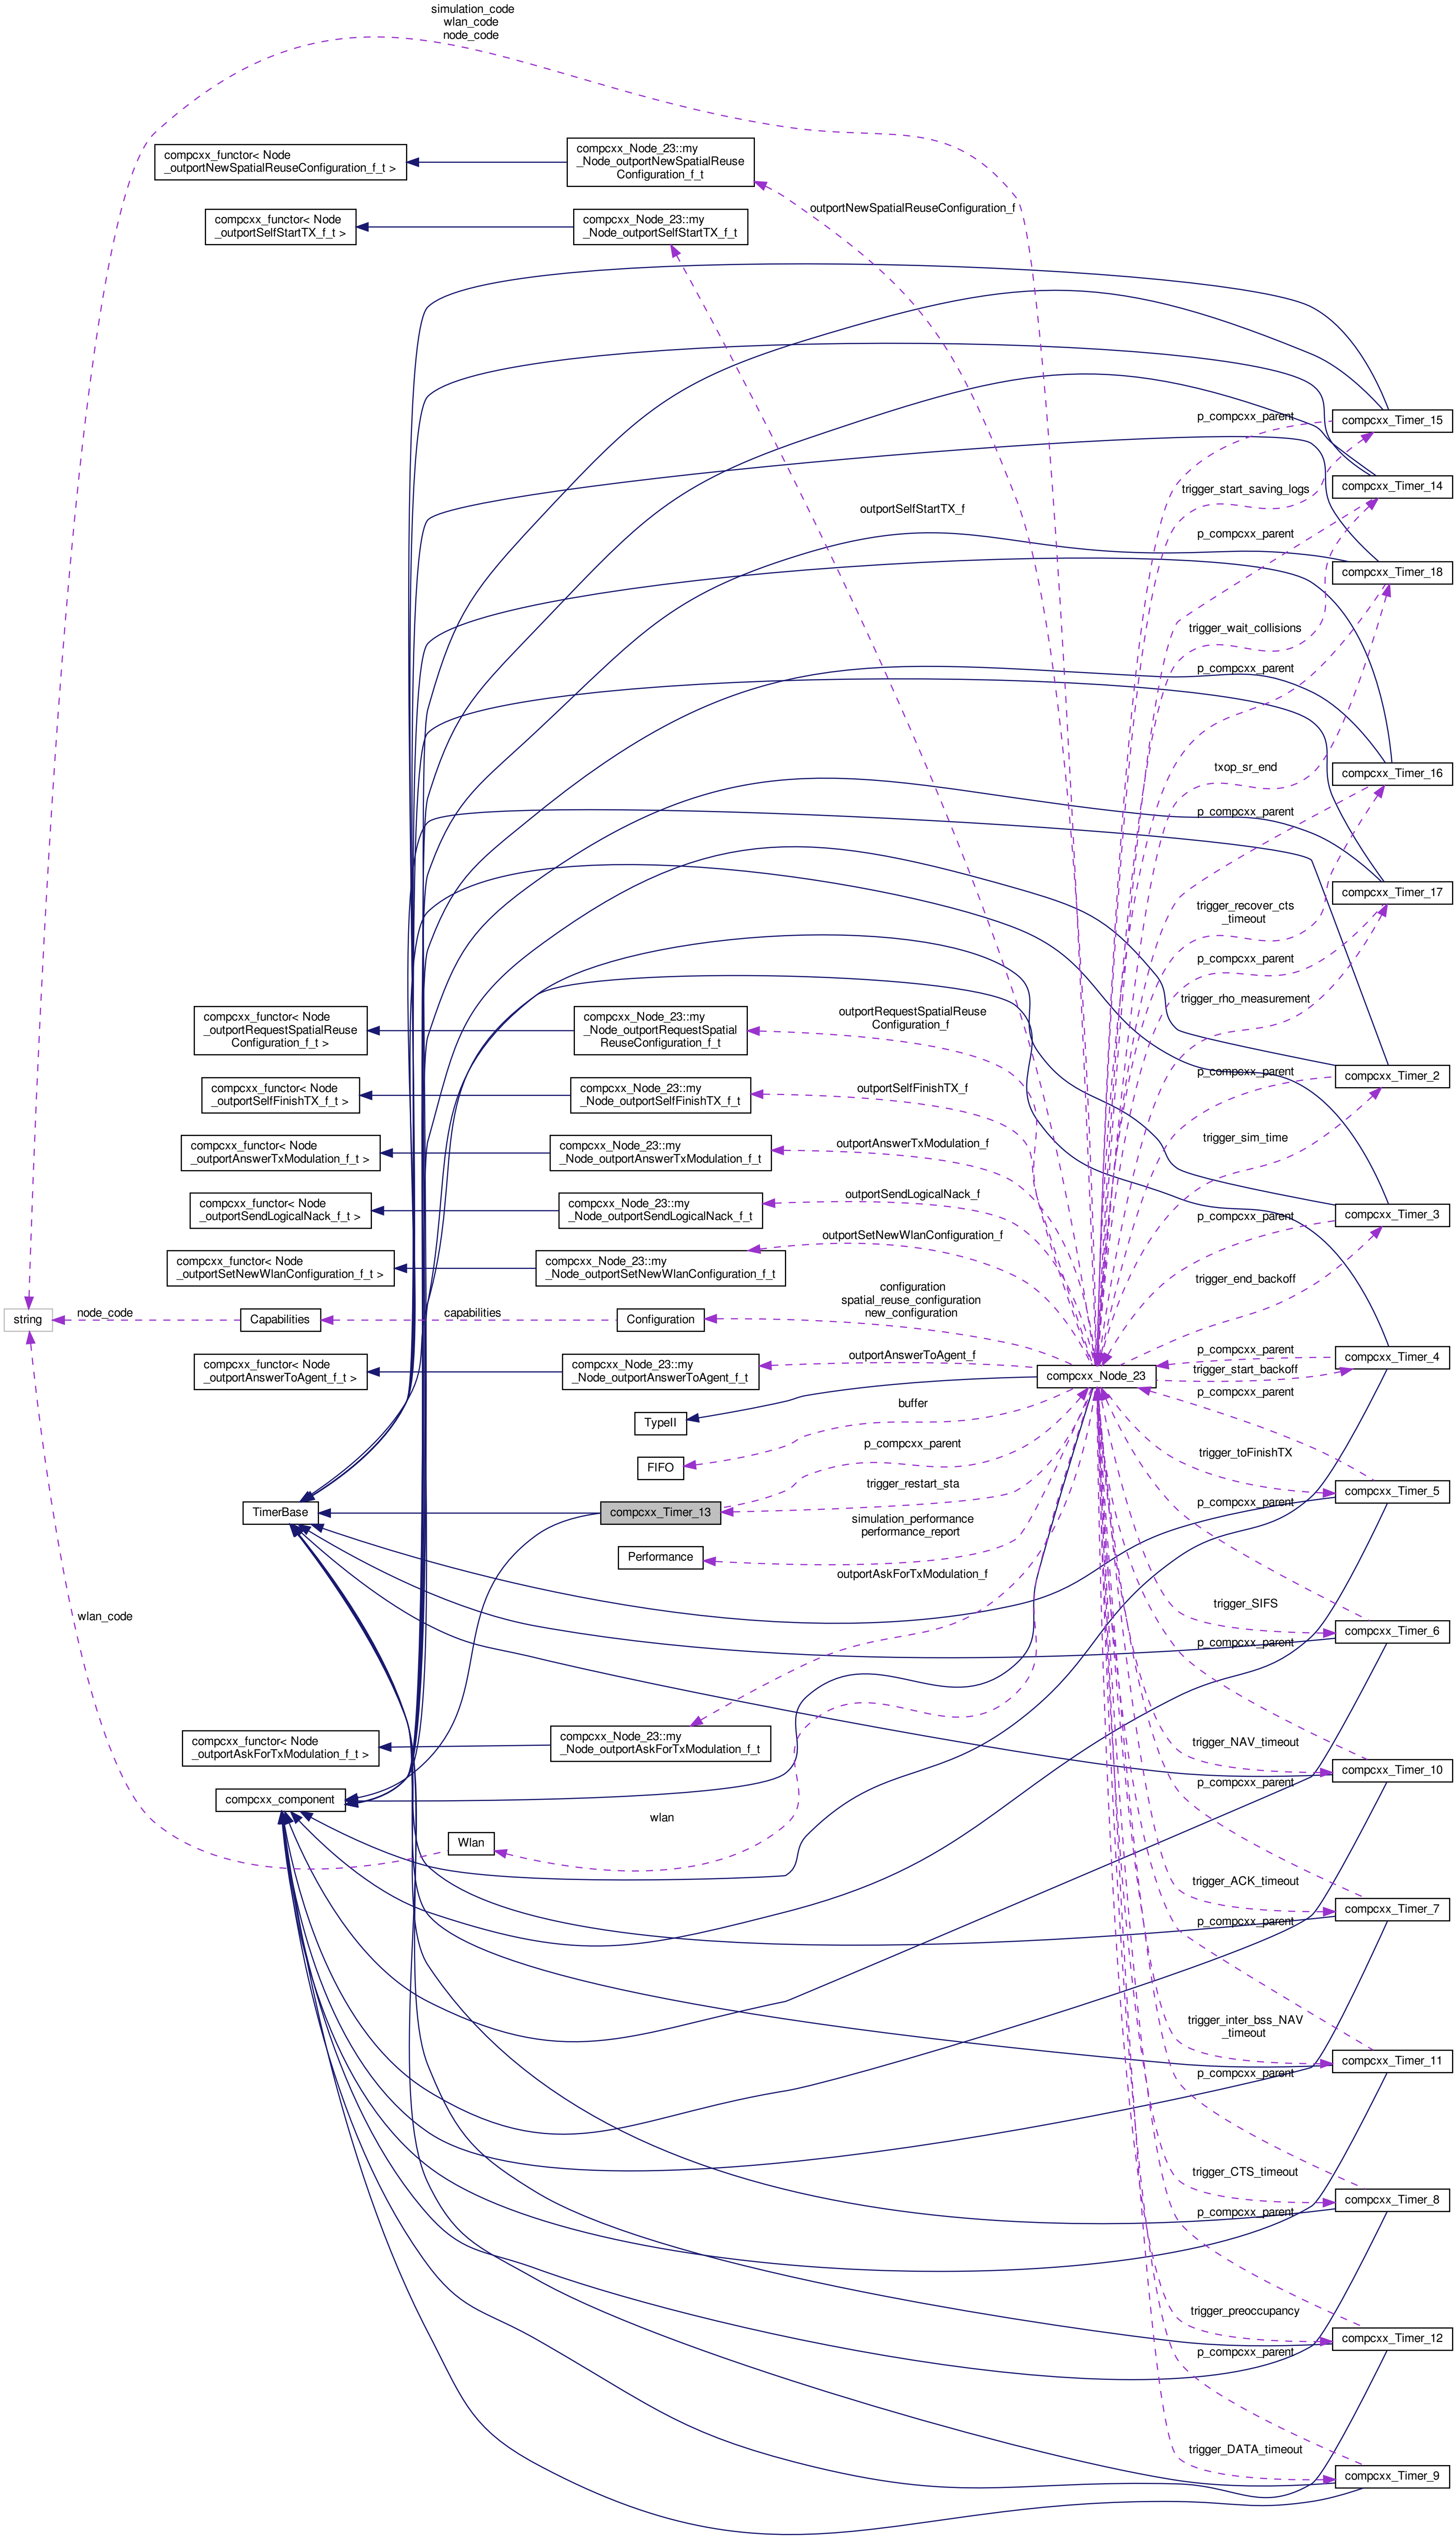 simulation_code
wlan_code
node_code
compcxx_functor< Node
_outportNewSpatialReuseConfiguration_f_t >
compcxx_Node_23::my
_Node_outportNewSpatialReuse
Configuration_f_t
outportNewSpatialReuseConfiguration_f
compcxx_functor< Node
_outportSelfStartTX_f_t >
compcxx_Node_23::my
_Node_outportSelfStartTX_f_t
p_compcxx_parent
compcxx_Timer_15
trigger_start_saving_logs
compcxx_Timer_14
outportSelfStartTX_f
p_compcxx_parent
compcxx_Timer_18
trigger_wait_collisions
p_compcxx_parent
txop_sr_end
compcxx_Timer_16
p_compcxx_parent
compcxx_Timer_17
trigger_recover_cts
_timeout
p_compcxx_parent
trigger_rho_measurement
compcxx_functor< Node
_outportRequestSpatialReuse
Configuration_f_t >
compcxx_Node_23::my
_Node_outportRequestSpatial
ReuseConfiguration_f_t
outportRequestSpatialReuse
Configuration_f
p_compcxx_parent
compcxx_Timer_2
compcxx_functor< Node
_outportSelfFinishTX_f_t >
compcxx_Node_23::my
_Node_outportSelfFinishTX_f_t
outportSelfFinishTX_f
trigger_sim_time
compcxx_functor< Node
_outportAnswerTxModulation_f_t >
compcxx_Node_23::my
_Node_outportAnswerTxModulation_f_t
outportAnswerTxModulation_f
compcxx_functor< Node
_outportSendLogicalNack_f_t >
compcxx_Node_23::my
_Node_outportSendLogicalNack_f_t
outportSendLogicalNack_f
p_compcxx_parent
compcxx_Timer_3
compcxx_functor< Node
_outportSetNewWlanConfiguration_f_t >
compcxx_Node_23::my
_Node_outportSetNewWlanConfiguration_f_t
outportSetNewWlanConfiguration_f
trigger_end_backoff
string
node_code
Capabilities
capabilities
Configuration
configuration
spatial_reuse_configuration
new_configuration
compcxx_functor< Node
_outportAnswerToAgent_f_t >
compcxx_Node_23::my
_Node_outportAnswerToAgent_f_t
outportAnswerToAgent_f
compcxx_Node_23
p_compcxx_parent
trigger_start_backoff
compcxx_Timer_4
p_compcxx_parent
TypeII
buffer
FIFO
p_compcxx_parent
trigger_toFinishTX
trigger_restart_sta
compcxx_Timer_5
TimerBase
compcxx_Timer_13
p_compcxx_parent
simulation_performance
performance_report
Performance
outportAskForTxModulation_f
trigger_SIFS
wlan_code
compcxx_Timer_6
p_compcxx_parent
compcxx_functor< Node
_outportAskForTxModulation_f_t >
compcxx_Node_23::my
_Node_outportAskForTxModulation_f_t
trigger_NAV_timeout
compcxx_Timer_10
p_compcxx_parent
compcxx_component
wlan
Wlan
trigger_ACK_timeout
compcxx_Timer_7
p_compcxx_parent
trigger_inter_bss_NAV
_timeout
compcxx_Timer_11
p_compcxx_parent
trigger_CTS_timeout
compcxx_Timer_8
p_compcxx_parent
trigger_preoccupancy
compcxx_Timer_12
p_compcxx_parent
trigger_DATA_timeout
compcxx_Timer_9